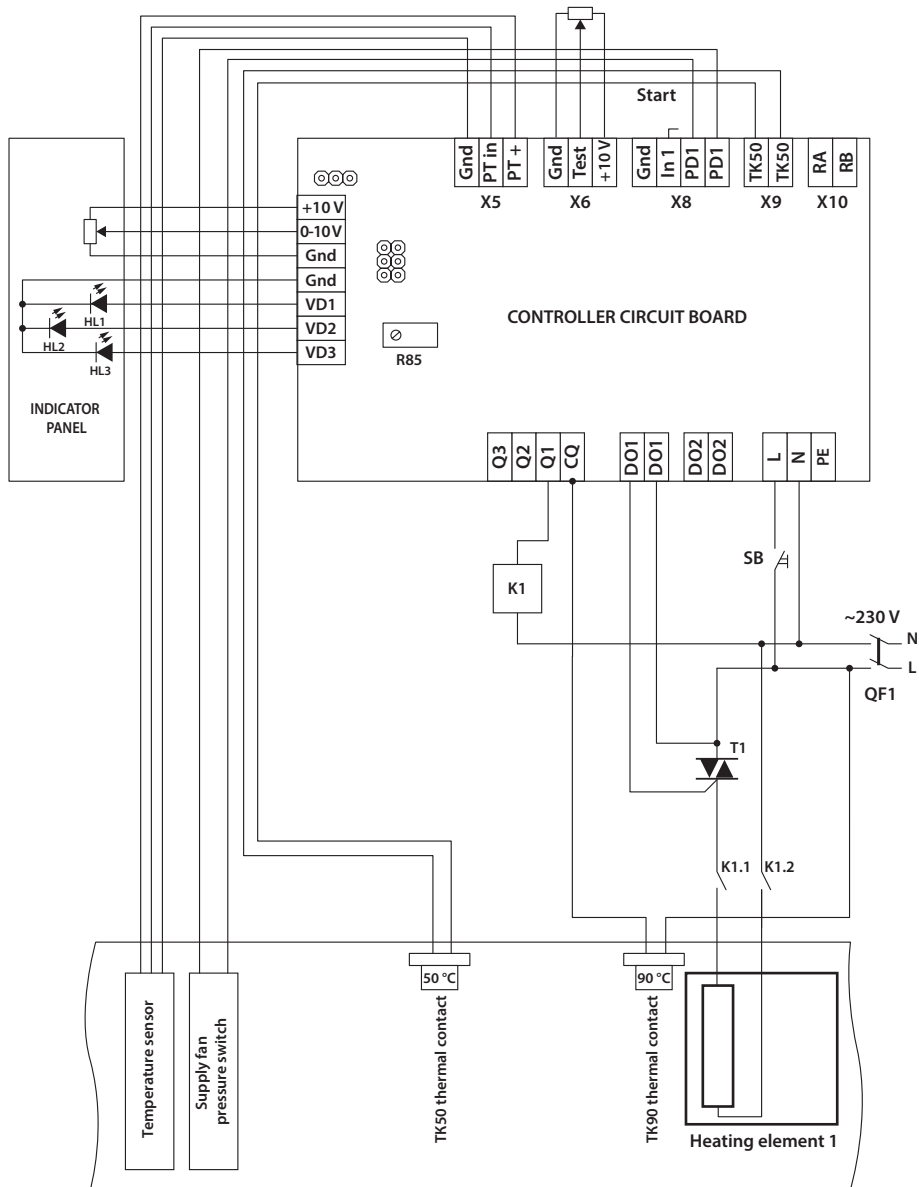 Start
Gnd
PT in
PT +
X5
Gnd
Test
+10 V
X6
Gnd
In 1
PD1
PD1
X8
TK50
TK50
X9
RA
RB
X10
+10 V
0-10V
Gnd
Gnd
VD1
VD2
VD3
HL1
HL2
HL3
INDICATOR
PANEL
R85
CONTROLLER CIRCUIT BOARD
Q3
Q2
Q1
CQ
DO1
DO1
DO2
DO2
L
N
PE
SB
K1
~230 V
N
L
QF1
T1
K1.1
K1.2
50 °C
90 °C
Temperature sensor
Supply fan
pressure switch
TK50 thermal contact
TK90 thermal contact
Heating element 1